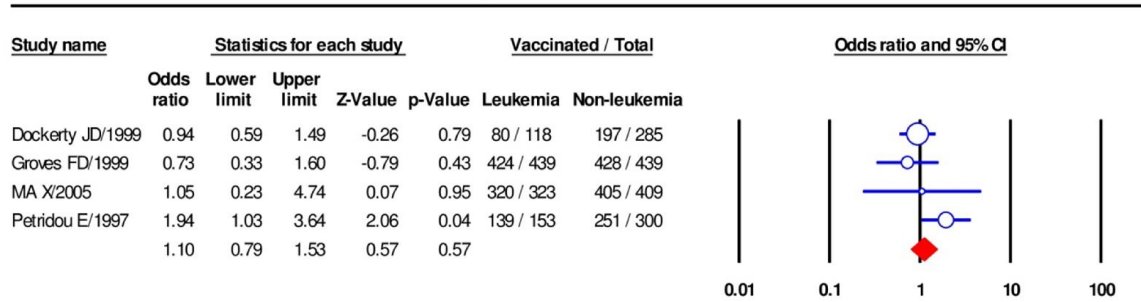 Study name Statistics for each study Vaccinated / Total Odds ratio and 95% CI
Odds ratio Lower limit Upper limit Z-Value p-Value Leukemia Non-leukemia
Dockerty JD/1999 0.94 0.59 1.49 -0.26 0.79 80 / 118 197 / 285
Groves FD/1999 0.73 0.33 1.60 -0.79 0.43 424 / 439 428 / 439
MA X/2005 1.05 0.23 4.74 0.07 0.95 320 / 323 405 / 409
Petridou E/1997 1.94 1.03 3.64 2.06 0.04 139 / 153 251 / 300
1.10 0.79 1.53 0.57 0.57
0.01 0.1 1 10 100